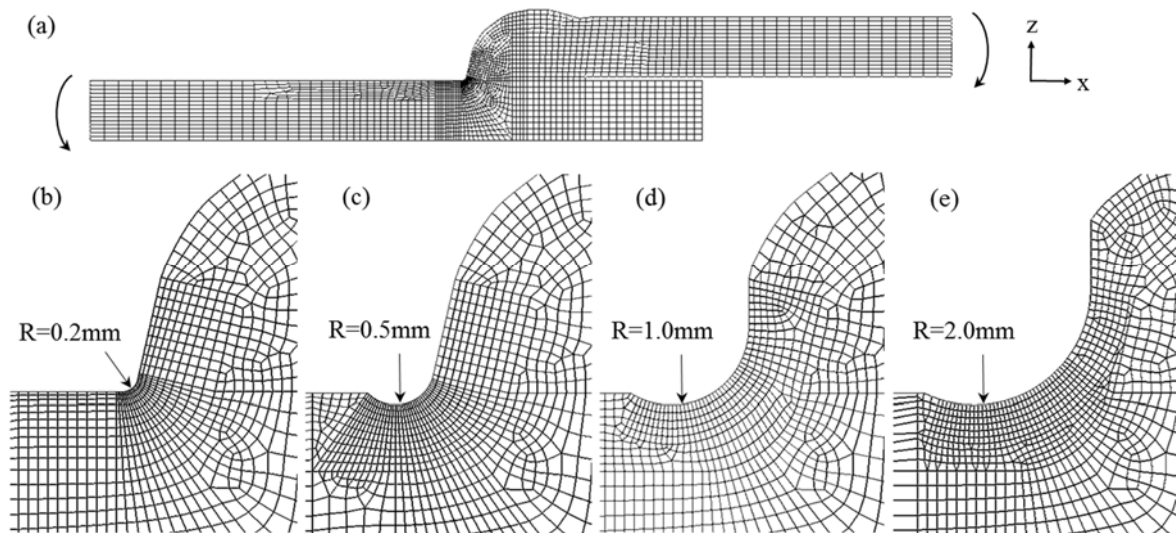 (a)
z
x
(b)
(c)
(d)
(e)
R=0.2mm
R=0.5mm
R=1.0mm
R=2.0mm